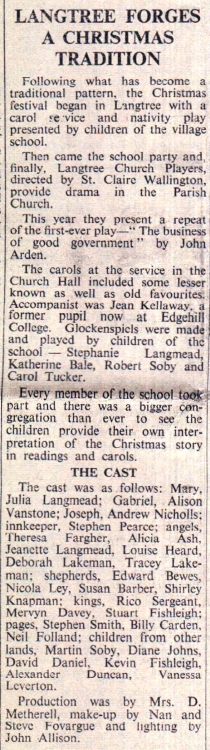 LANGTREE FORGES
A CHRISTMAS
TRADITION
Following what has become a
traditional pattern, the Christmas
festival began in Langtree with a
carol se vice and nativity play
presented by children of the village
school.
Then came the school party and,
finally, Langtree Church Players,
directed by St. Claire Wallington,
provide drama in the Parish
Church.
This year they present a repeat
of the first-ever play—" The business
of good government" by John
Arden.
The carols at the service in the
Church Hall included some lesser
known as well as old favourites.
Accompanist was Jean Kellaway, a
former pupil now at Edgehill
College. Glockenspiels were made
and played by children of the
school — Stephanie Langmead,
Katherine Bale, Robert Soby and
Carol Tucker.
Every member of the school took
part and there was a bigger con-
gregation than ever to see the
children provide their own inter-
pretation of the Christmas story
in readings and carols.
THE CAST
The cast was as follows: Mary,
Julia Langmead; Gabriel, Alison
Vanstone; Joseph, Andrew Nicholls;
innkeeper, Stephen Pearce; angels,
Theresa Fargher, Alicia Ash,
Jeanette Langmead, Louise Heard,
Deborah Lakeman, Tracey Lake-
man; shepherds, Edward Bewes,
Nicola Ley, Susan Barber, Shirley
Knapman; kings, Rico Sergeant,
Mervyn Davey, Stuart Fishleigh;
pages, Stephen Smith, Billy Carden,
Neil Folland; children from other
lands, Martin Soby, Diane Johns,
David Daniel, Kevin Fishleigh,
Alexander Duncan, Vanessa
Leverton.
Production was by Mrs. D.
Metherell, make-up by Nan and
Steve Fovargue and lighting by
John Allison.